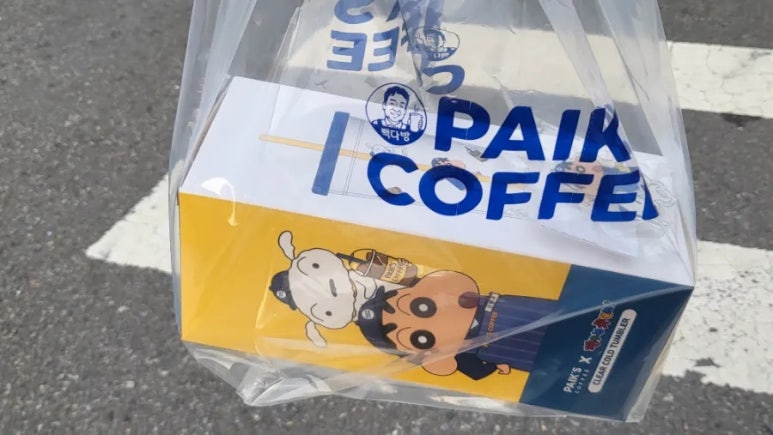 빽다방
PAIK
COFFEE
PAIK'S
COFFEE
X
CLEAR COLD TUMBLER